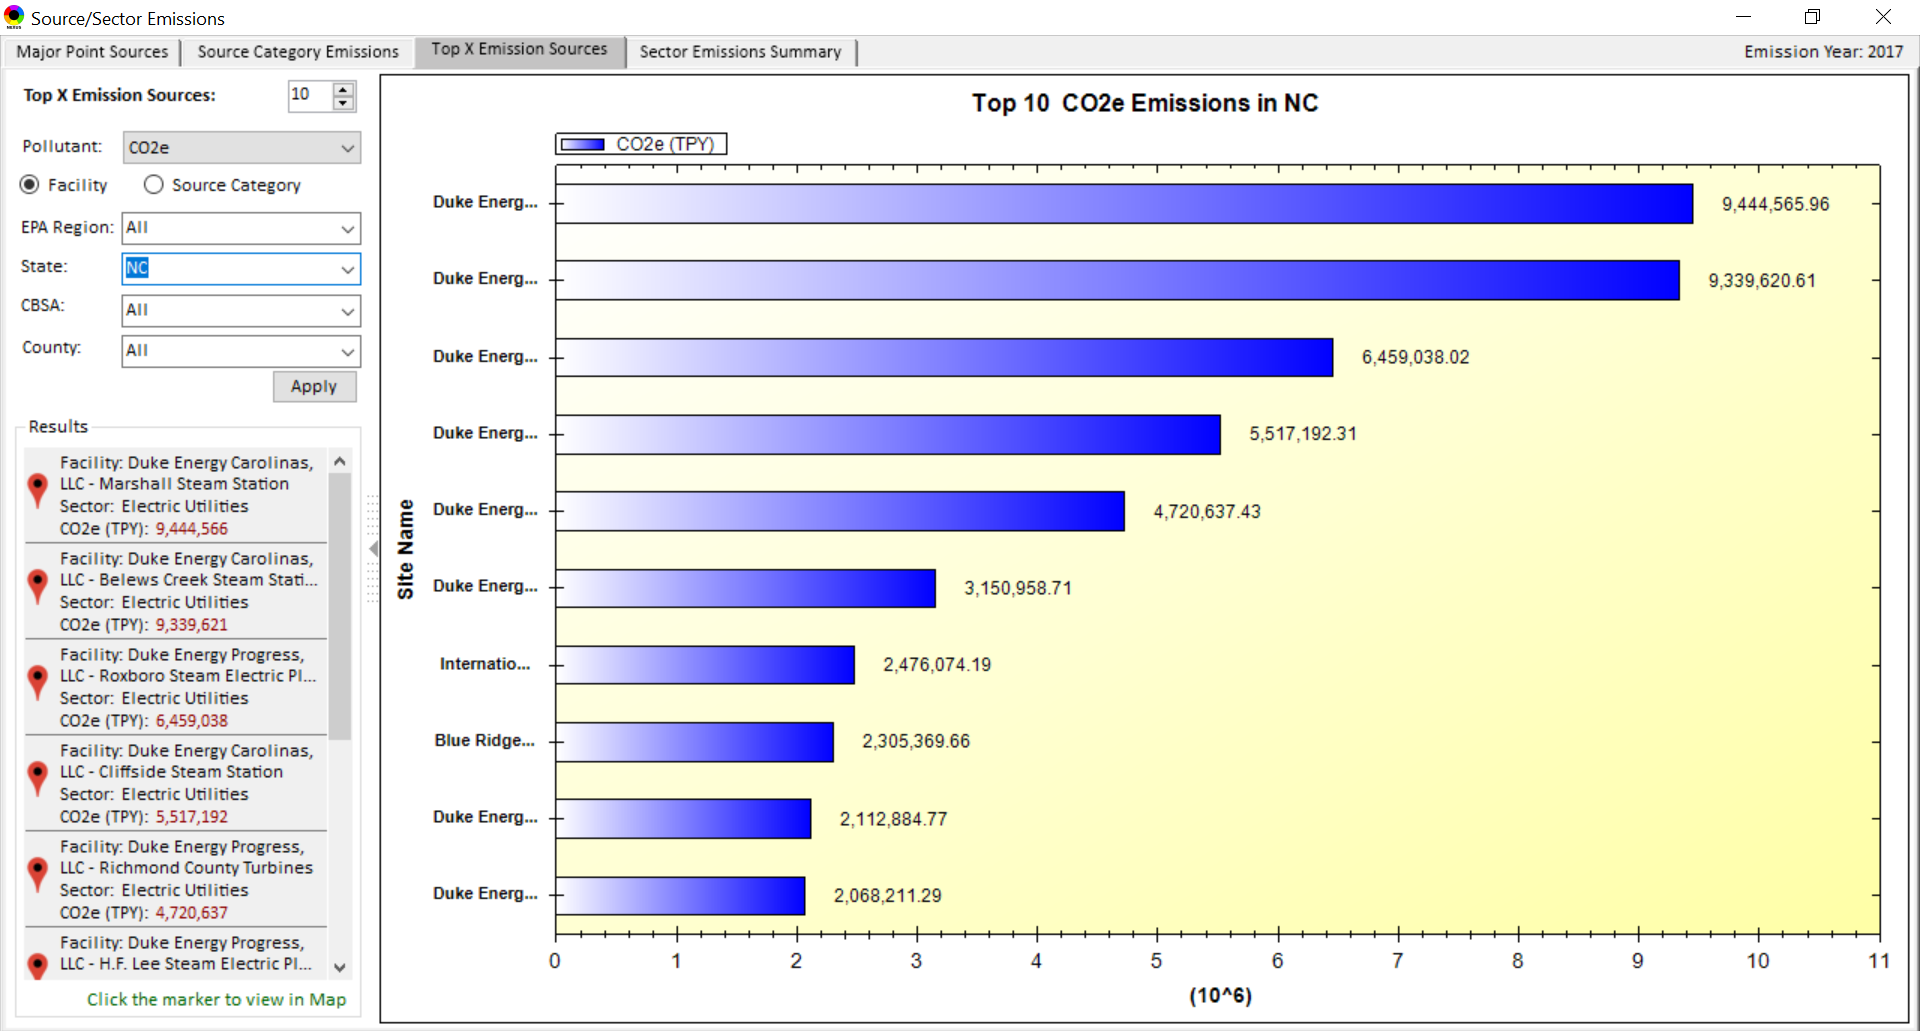 Source/Sector Emissions
Major Point Sources
Source Category Emissions
Top X Emission Sources
Sector Emissions Summary
Emission Year: 2017
Top X Emission Sources:
10
Pollutant:
CO2e
Facility
Source Category
EPA Region:
All
State:
NC
CBSA:
All
County:
All
Apply
Results
Facility: Duke Energy Carolinas,
LLC - Marshall Steam Station
Sector: Electric Utilities
CO2e (TPY): 9,444,566
Facility: Duke Energy Carolinas,
LLC - Belews Creek Steam Stati...
Sector: Electric Utilities
CO2e (TPY): 9,339,621
Facility: Duke Energy Progress,
LLC - Roxboro Steam Electric Pl...
Sector: Electric Utilities
CO2e (TPY): 6,459,038
Facility: Duke Energy Carolinas,
LLC - Cliffside Steam Station
Sector: Electric Utilities
CO2e (TPY): 5,517,192
Facility: Duke Energy Progress,
LLC - Richmond County Turbines
Sector: Electric Utilities
CO2e (TPY): 4,720,637
Facility: Duke Energy Progress,
LLC - H.F. Lee Steam Electric Pl...
Click the marker to view in Map
Top 10 CO2e Emissions in NC
CO2e (TPY)
Site Name
Duke Energ...
9,444,565.96
Duke Energ...
9,339,620.61
Duke Energ...
6,459,038.02
Duke Energ...
5,517,192.31
Duke Energ...
4,720,637.43
Duke Energ...
3,150,958.71
Internatio...
2,476,074.19
Blue Ridge...
2,305,369.66
Duke Energ...
2,112,884.77
Duke Energ...
2,068,211.29
0 1 2 3 4 5 6 7 8 9 10 11
(10^6)